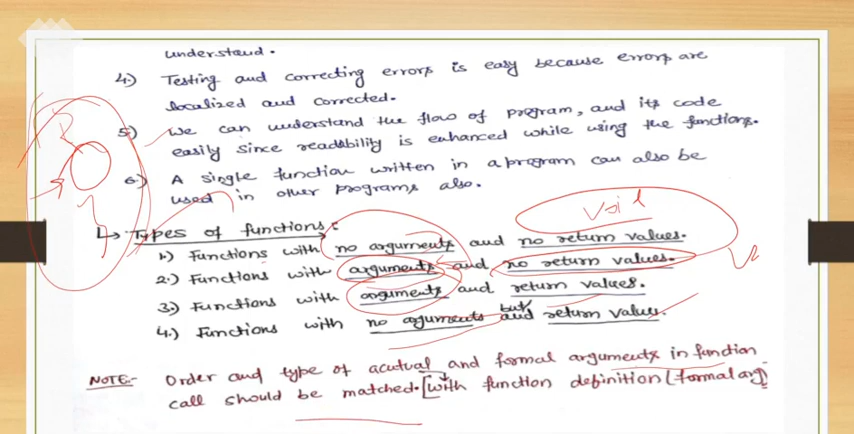 understand.
4.) Testing and correcting errors is easy because errors are
localized and corrected.
5) We can understand the flow of program, and its code
easily since readability is enhanced while using the functions.
6.) A single function written in a program can also be
used in other programs also.
Void
↳ Types of functions:
1.) Functions with no arguments and no return values.
2.) Functions with arguments and no return values.
3.) Functions with arguments and return values.
but
4.) Functions with no arguments and return value.
NOTE:- Order and type of acutual and formal arguments in function
call should be matched. [with function definition (formal arg)